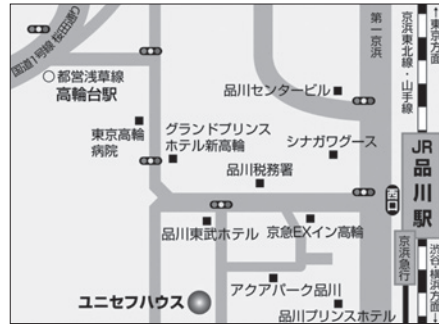 国道1号線 桜田通り
都営浅草線
高輪台駅
東京高輪
病院
グランドプリンス
ホテル新高輪
品川センタービル
シナガワグース
品川税務署
第一京浜
京浜東北線・山手線
↑東京方面
JR
品川駅
西口
京浜急行
渋谷・横浜方面↓
品川東武ホテル
京急EXイン高輪
アクアパーク品川
ユニセフハウス
品川プリンスホテル